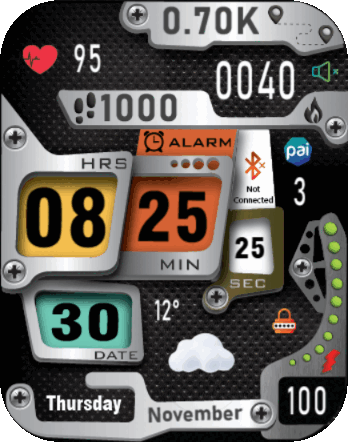 0.70K
95
0040
1000
ALARM
pai
HRS
08
25
MIN
Not
Connected
3
25
SEC
30
DATE
12°
Thursday
November
100